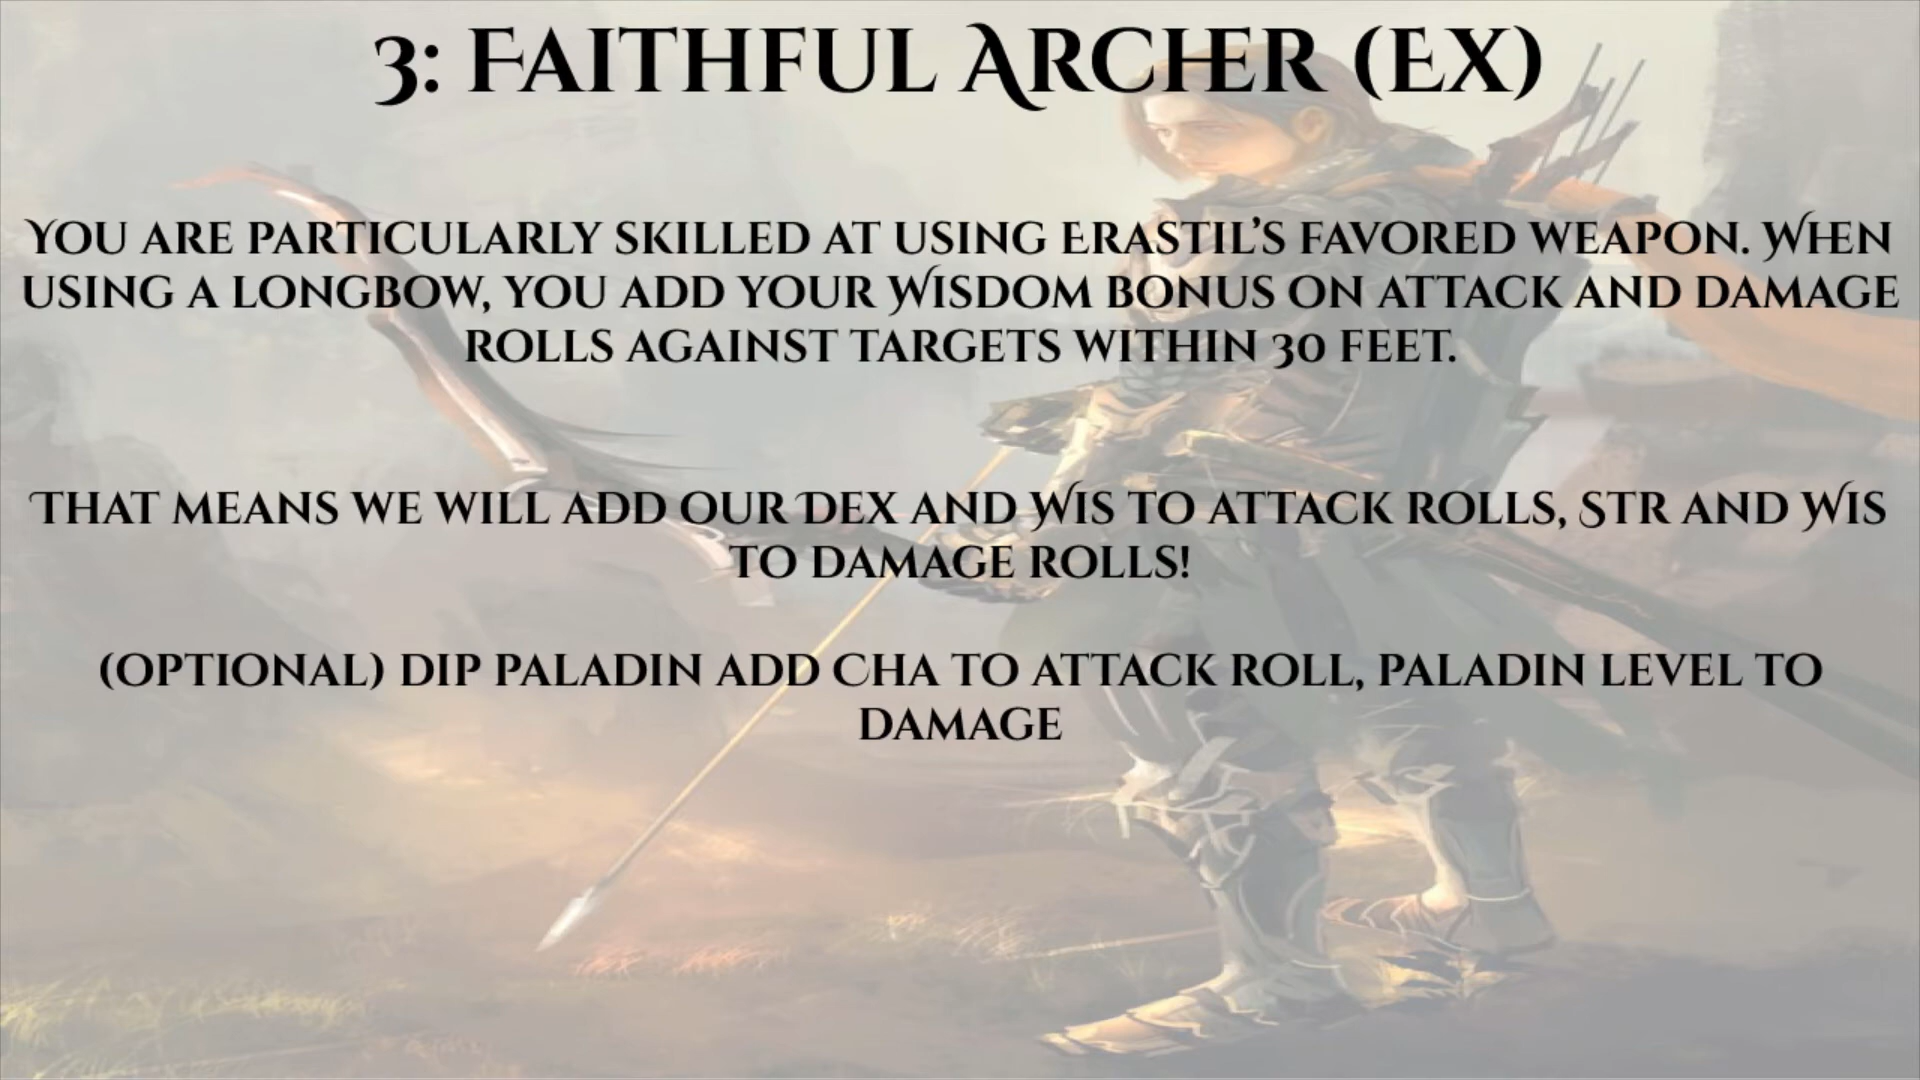 3: Faithful Archer (Ex)
You are particularly skilled at using Erastil’s favored weapon. When
using a longbow, you add your Wisdom bonus on attack and damage
rolls against targets within 30 feet.
That means we will add our Dex and Wis to attack rolls, Str and Wis
to damage rolls!
(optional) dip paladin add Cha to attack roll, paladin level to
damage